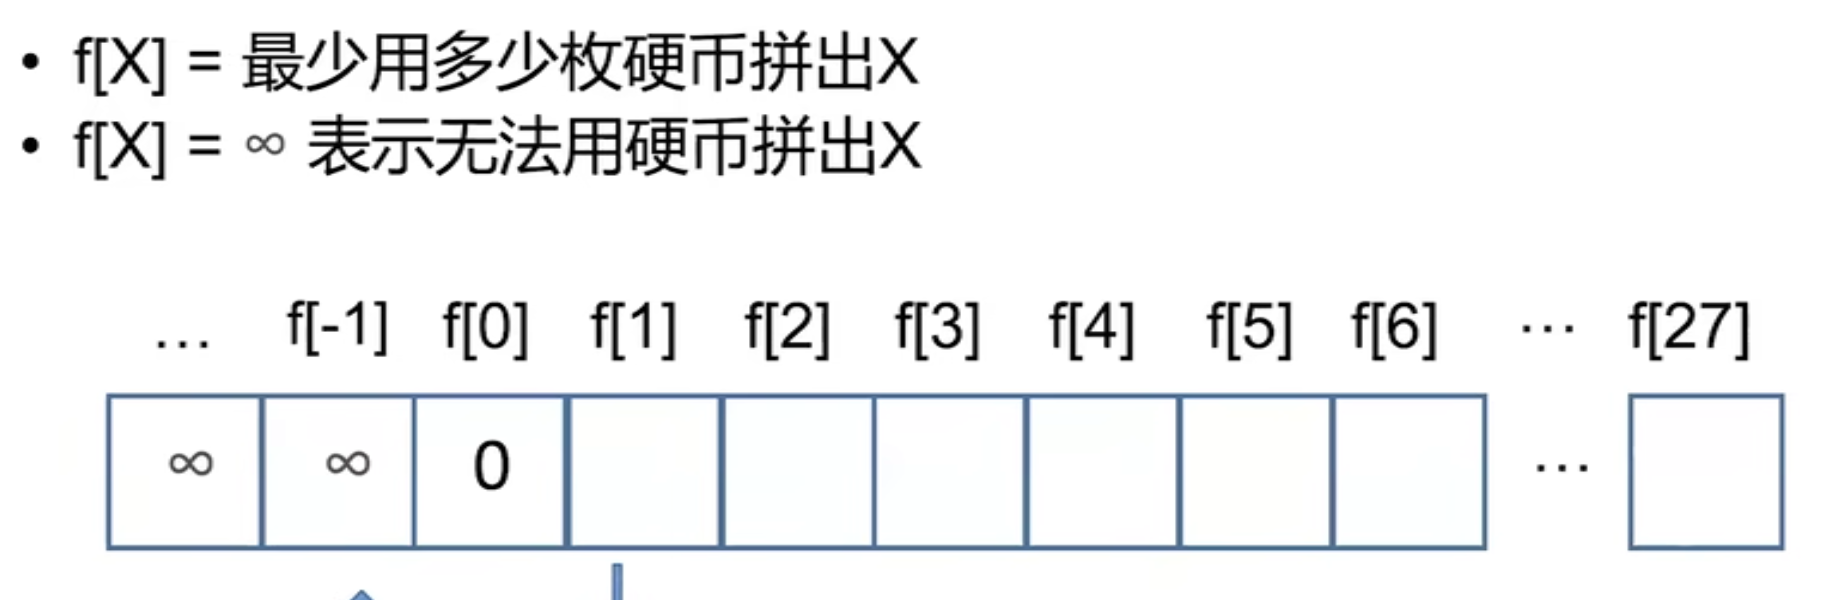 • f[X] = 最少用多少枚硬币拼出X
• f[X] = ∞ 表示无法用硬币拼出X
… f[-1] f[0] f[1] f[2] f[3] f[4] f[5] f[6] … f[27]
∞ ∞ 0 …